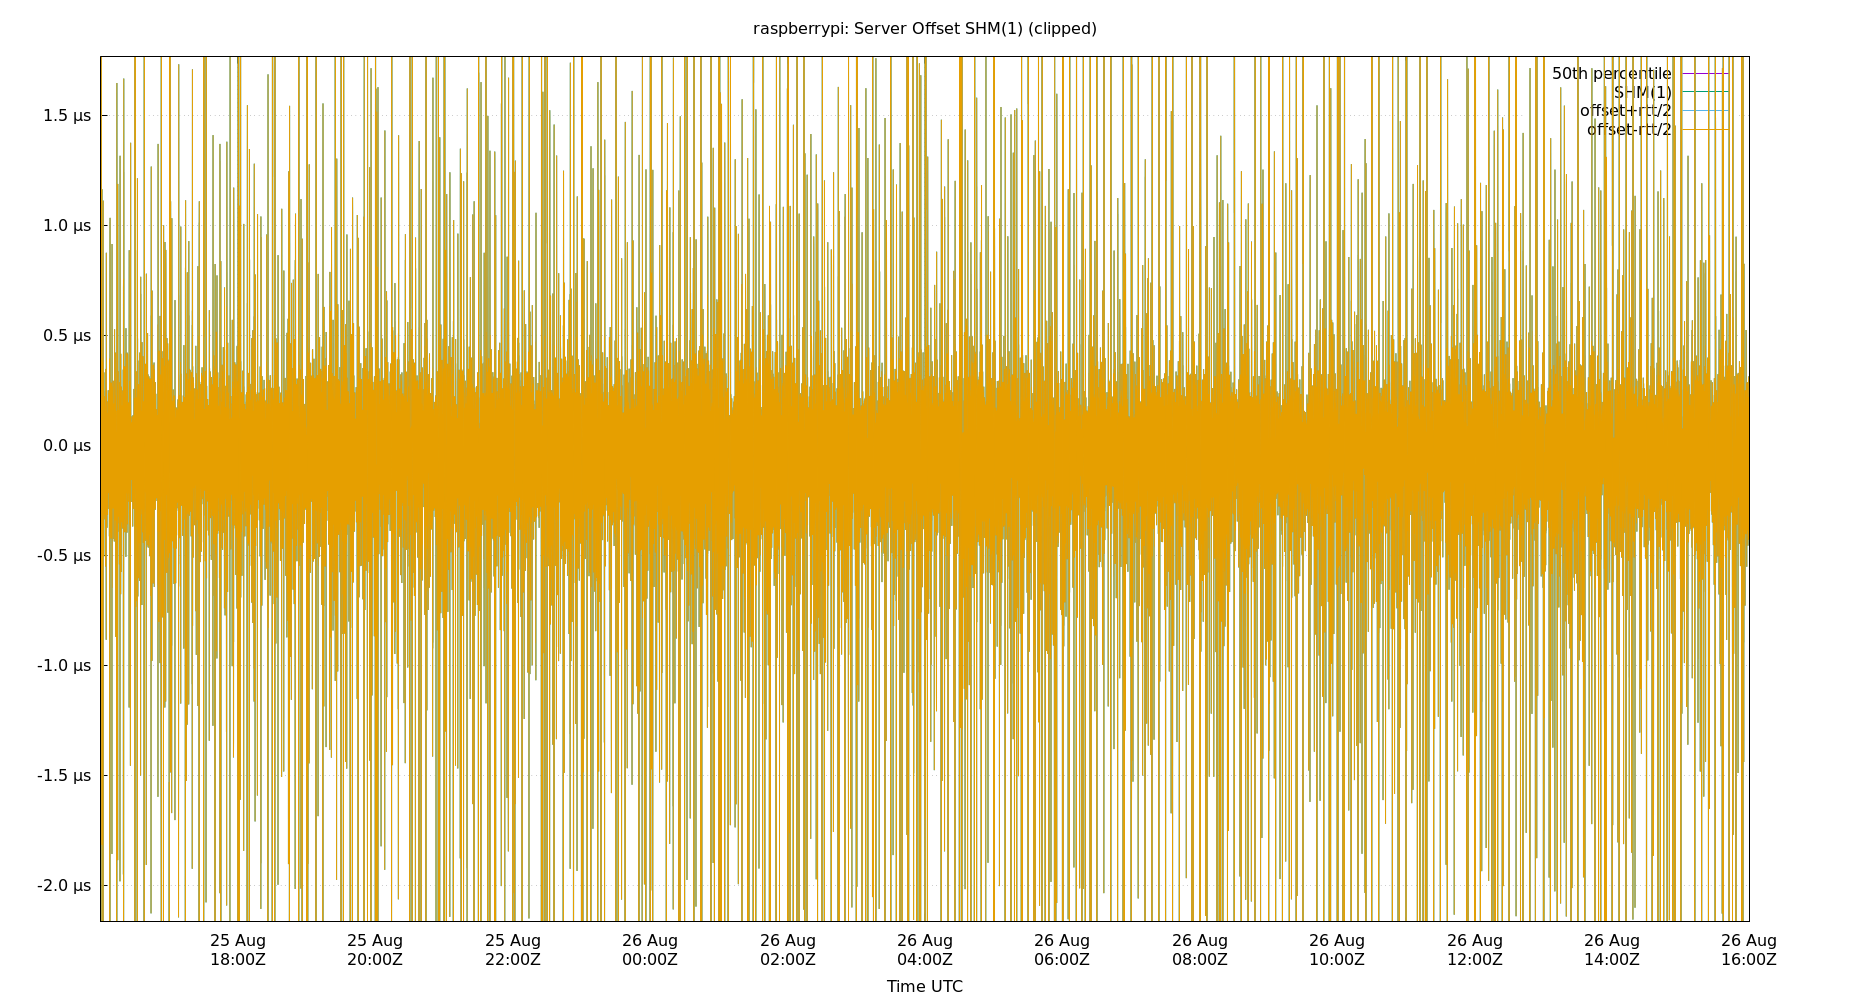 raspberrypi: Server Offset SHM(1) (clipped)
50th percentile
SHM(1)
offset+rtt/2
offset-rtt/2
1.5 µs
1.0 µs
0.5 µs
0.0 µs
-0.5 µs
-1.0 µs
-1.5 µs
-2.0 µs
25 Aug 25 Aug 25 Aug 26 Aug 26 Aug 26 Aug 26 Aug 26 Aug 26 Aug 26 Aug 26 Aug 26 Aug
18:00Z 20:00Z 22:00Z 00:00Z 02:00Z 04:00Z 06:00Z 08:00Z 10:00Z 12:00Z 14:00Z 16:00Z
Time UTC